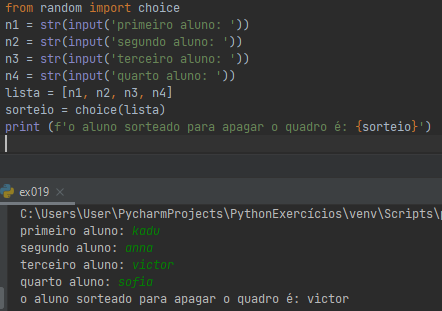 from random import choice
n1 = str(input('primeiro aluno: '))
n2 = str(input('segundo aluno: '))
n3 = str(input('terceiro aluno: '))
n4 = str(input('quarto aluno: '))
lista = [n1, n2, n3, n4]
sorteio = choice(lista)
print (f'o aluno sorteado para apagar o quadro é: {sorteio}')
ex019 ×
C:\Users\User\PycharmProjects\PythonExercícios\venv\Scripts\
primeiro aluno: kadu
segundo aluno: anna
terceiro aluno: victor
quarto aluno: sofia
o aluno sorteado para apagar o quadro é: victor